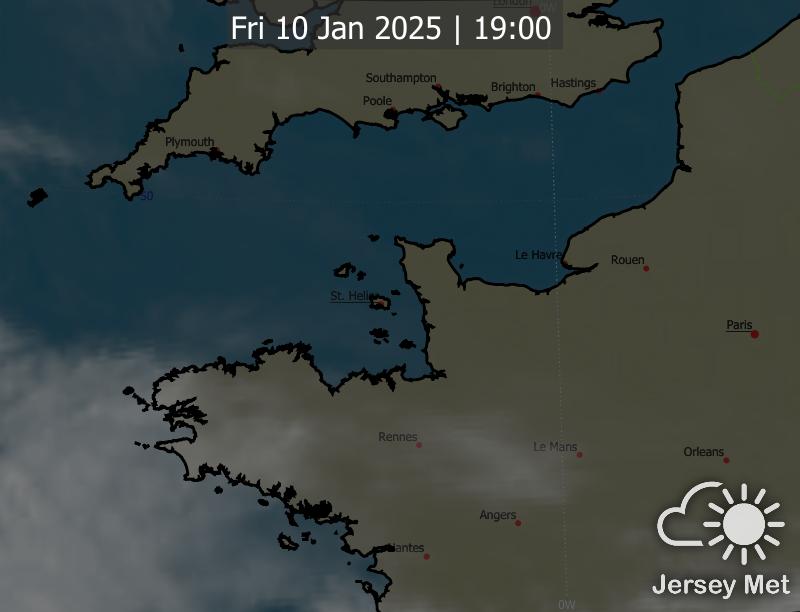 London
0W
Fri 10 Jan 2025 | 19:00
Southampton
Brighton
Hastings
Poole
Plymouth
50
Le Havre
Rouen
St. Helier
Paris
Rennes
Le Mans
Orleans
Angers
Nantes
Jersey Met
0W